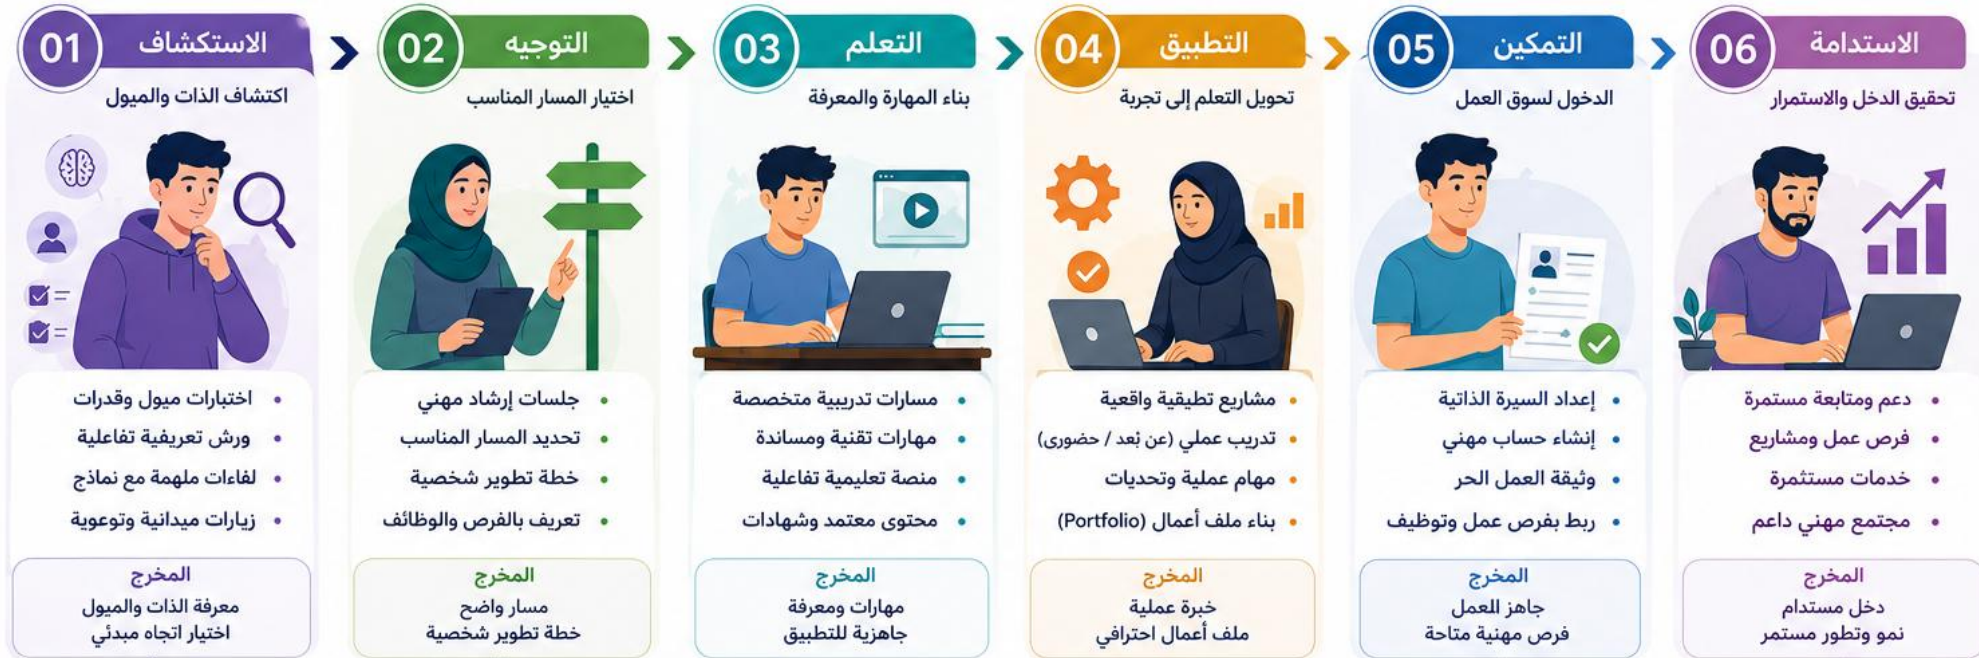 01
الاستكشاف
اكتشاف الذات والميول
اختبارات ميول وقدرات
ورش تعريفية تفاعلية
لفاءات ملهمة مع نماذج
زيارات ميدانية وتوعوية
المخرج
معرفة الذات والميول
اختيار اتجاه مبدئي
02
التوجيه
اختيار المسار المناسب
جلسات إرشاد مهني
تحديد المسار المناسب
خطة تطوير شخصية
تعريف بالفرص والوظائف
المخرج
مسار واضح
خطة تطوير شخصية
03
التعلم
بناء المهارة والمعرفة
مسارات تدريبية متخصصة
مهارات تقنية ومساندة
منصة تعليمية تفاعلية
محتوى معتمد وشهادات
المخرج
مهارات ومعرفة
جاهزية للتطبيق
04
التطبيق
تحويل التعلم إلى تجربة
مشاريع تطيقية واقعية
تدريب عملي (عن بُعد / حضورى)
مهام عملية وتحديات
بناء ملف أعمال (Portfolio)
المخرج
خبرة عملية
ملف أعمال احترافي
05
التمكين
الدخول لسوق العمل
إعداد السيرة الذاتية
إنشاء حساب مهني
وثيقة العمل الحر
ربط بفرص عمل وتوظيف
المخرج
جاهز للعمل
فرص مهنية متاحة
06
الاستدامة
تحقيق الدخل والاستمرار
دعم ومتابعة مستمرة
فرص عمل ومشاريع
خدمات مستثمرة
مجتمع مهني داعم
المخرج
دخل مستدام
نمو وتطور مستمر